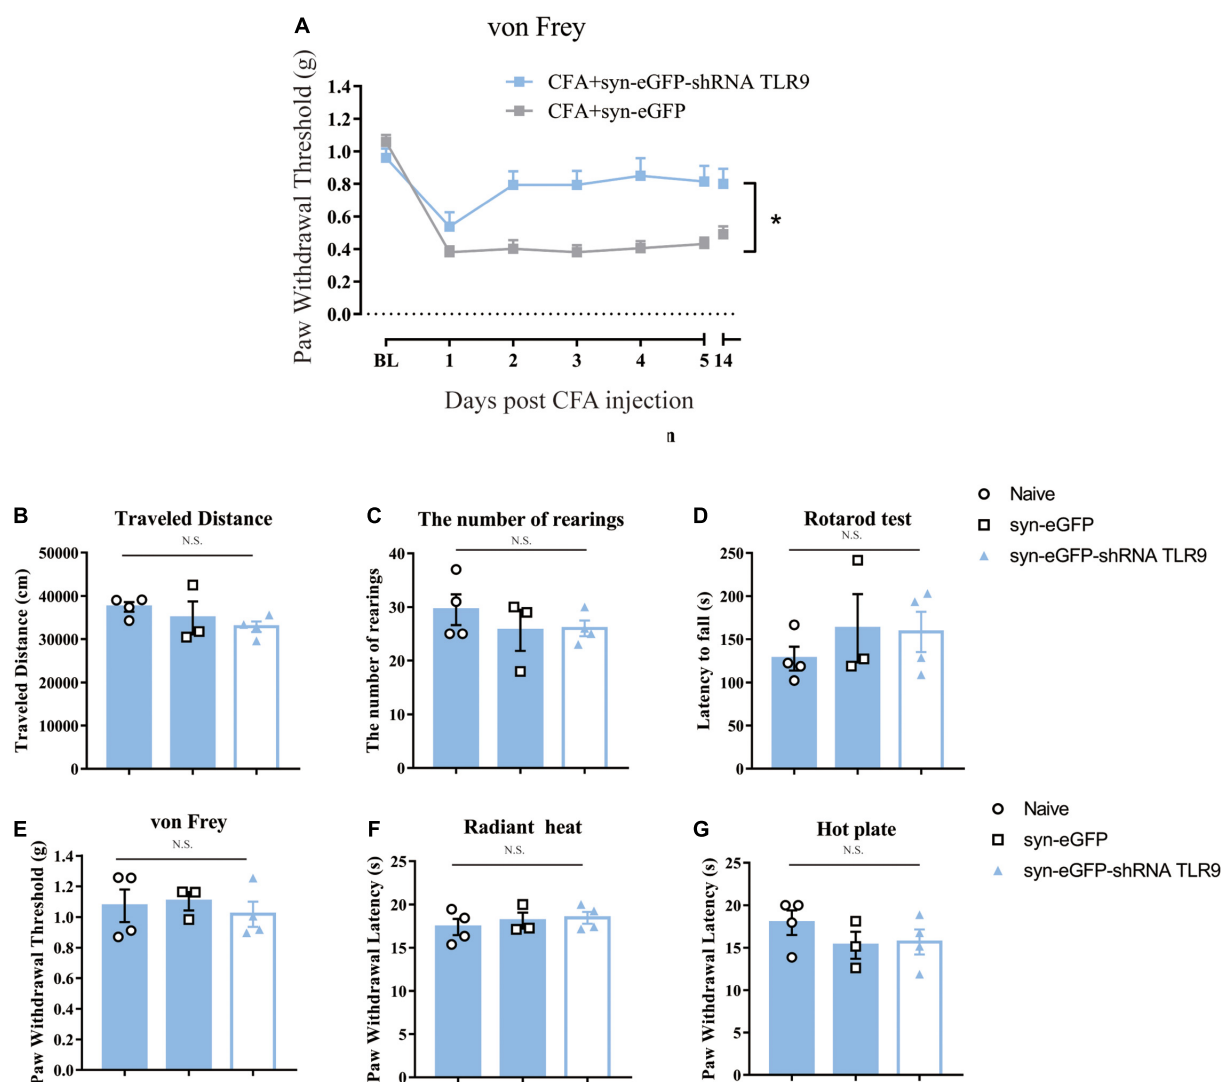 A
von Frey
Paw Withdrawal Threshold (g)
CFA+syn-eGFP-shRNA TLR9
CFA+syn-eGFP
1.4
1.2
1.0
0.8
0.6
0.4
0.2
0.0
*
BL 1 2 3 4 5 14
Days post CFA injection
n
Naive
syn-eGFP
syn-eGFP-shRNA TLR9
B
Traveled Distance
N.S.
Traveled Distance (cm)
50000
40000
30000
20000
10000
0
C
The number of rearings
N.S.
The number of rearings
40
30
20
10
0
D
Rotarod test
N.S.
Latency to fall (s)
250
200
150
100
50
0
Naive
syn-eGFP
syn-eGFP-shRNA TLR9
E
von Frey
N.S.
Paw Withdrawal Threshold (g)
1.4
1.2
1.0
0.8
0.6
0.4
0.2
0.0
F
Radiant heat
N.S.
Paw Withdrawal Latency (s)
25
20
15
10
5
0
G
Hot plate
N.S.
Paw Withdrawal Latency (s)
25
20
15
10
5
0